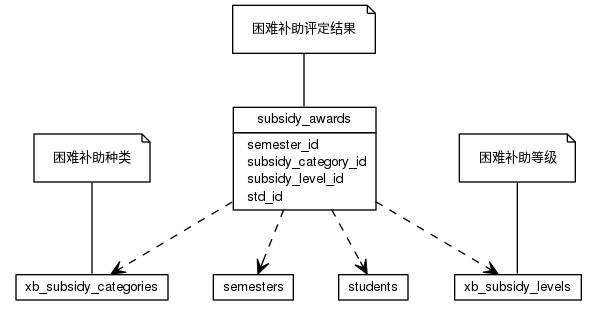 困难补助评定结果
subsidy_awards
semester_id
subsidy_category_id
subsidy_level_id
std_id
困难补助种类
困难补助等级
xb_subsidy_categories
semesters
students
xb_subsidy_levels